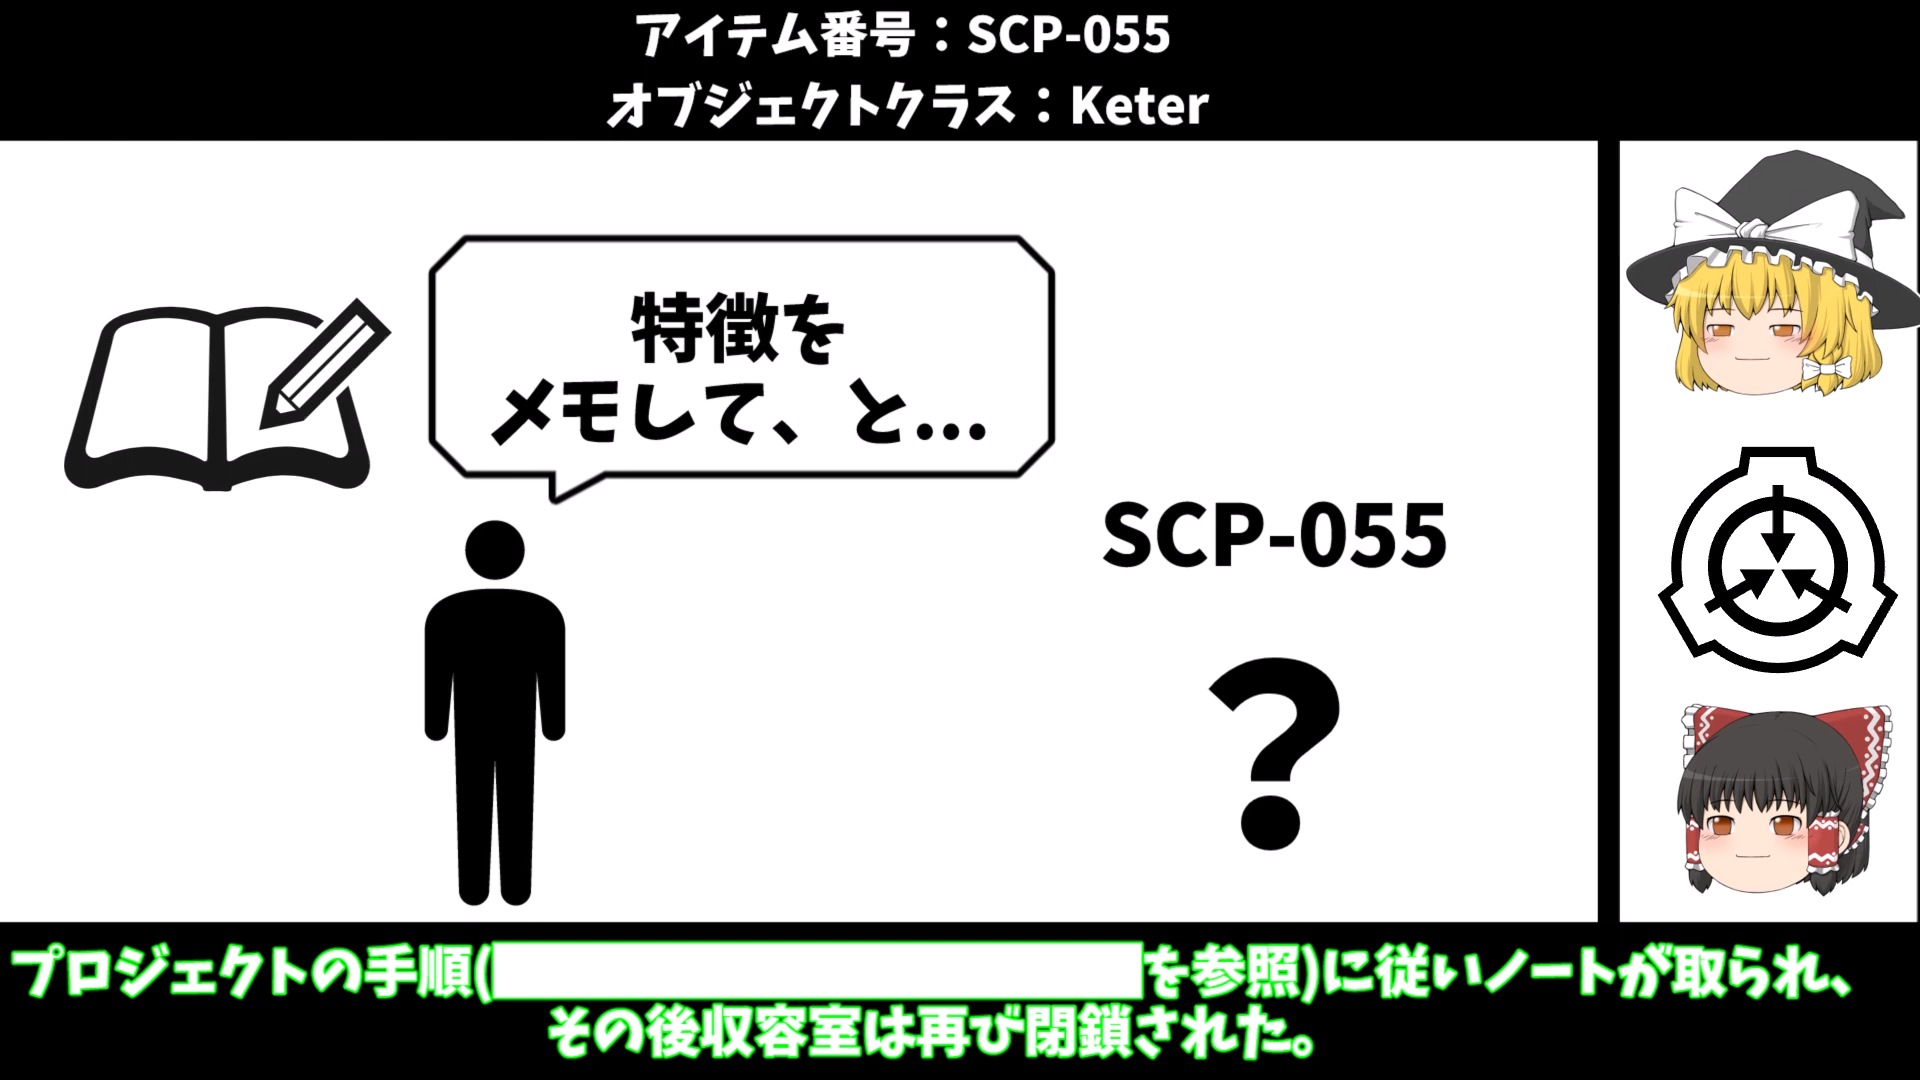 アイテム番号：SCP-055
オブジェクトクラス：Keter
特徴を
メモして、と...
SCP-055
?
プロジェクトの手順(██████████を参照)に従いノートが取られ、
その後収容室は再び閉鎖された。